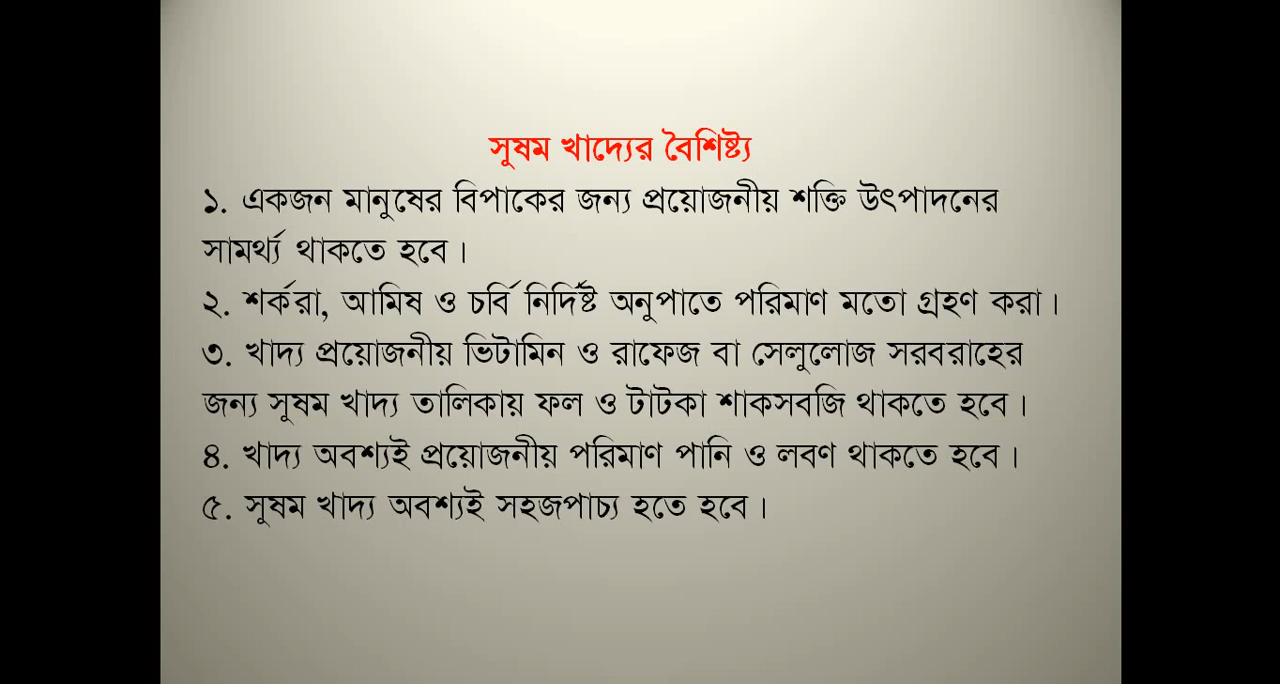 সুষম খাদ্যের বৈশিষ্ট্য
১. একজন মানুষের বিপাকের জন্য প্রয়োজনীয় শক্তি উৎপাদনের
সামর্থ্য থাকতে হবে।
২. শর্করা, আমিষ ও চর্বি নির্দিষ্ট অনুপাতে পরিমাণ মতো গ্রহণ করা।
৩. খাদ্য প্রয়োজনীয় ভিটামিন ও রাফেজ বা সেলুলোজ সরবরাহের
জন্য সুষম খাদ্য তালিকায় ফল ও টাটকা শাকসবজি থাকতে হবে।
৪. খাদ্য অবশ্যই প্রয়োজনীয় পরিমাণ পানি ও লবণ থাকতে হবে।
৫. সুষম খাদ্য অবশ্যই সহজপাচ্য হতে হবে।